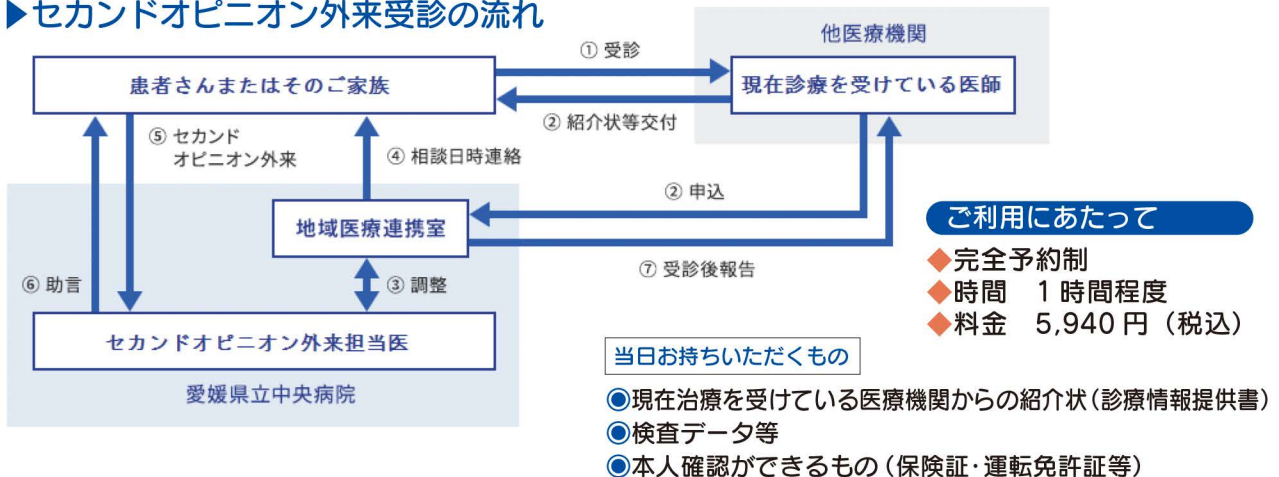 ▶セカンドオピニオン外来受診の流れ
他医療機関
① 受診
患者さんまたはそのご家族
現在診療を受けている医師
② 紹介状等交付
⑤ セカンド
オピニオン外来
④ 相談日時連絡
② 申込
地域医療連携室
⑦ 受診後報告
⑥ 助言
③ 調整
セカンドオピニオン外来担当医
愛媛県立中央病院
ご利用にあたって
◆完全予約制
◆時間 1時間程度
◆料金 5,940円（税込）
当日お持ちいただくもの
◉現在治療を受けている医療機関からの紹介状（診療情報提供書）
◉検査データ等
◉本人確認ができるもの（保険証・運転免許証等）